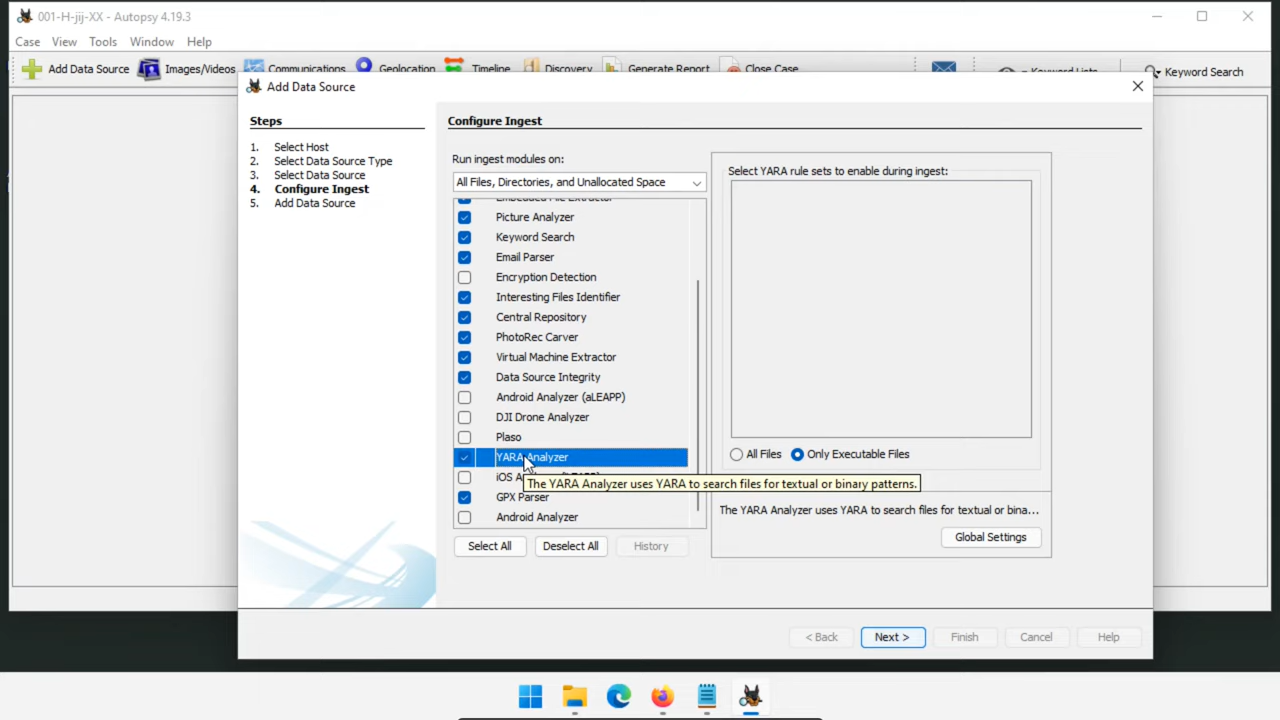 001-H-jij-XX - Autopsy 4.19.3
Case View Tools Window Help
Add Data Source Images/Videos Communications Geolocation Timeline Discovery Generate Report Close Case Keyword Lists Keyword Search
Add Data Source
Steps
1. Select Host
2. Select Data Source Type
3. Select Data Source
4. Configure Ingest
5. Add Data Source
Configure Ingest
Run ingest modules on:
All Files, Directories, and Unallocated Space
Embedded File Extractor
Picture Analyzer
Keyword Search
Email Parser
Encryption Detection
Interesting Files Identifier
Central Repository
PhotoRec Carver
Virtual Machine Extractor
Data Source Integrity
Android Analyzer (aLEAPP)
DJI Drone Analyzer
Plaso
YARA Analyzer
iOS
The YARA Analyzer uses YARA to search files for textual or binary patterns.
GPX Parser
Android Analyzer
Select All Deselect All History
Select YARA rule sets to enable during ingest:
All Files Only Executable Files
The YARA Analyzer uses YARA to search files for textual or bina...
Global Settings
< Back Next > Finish Cancel Help